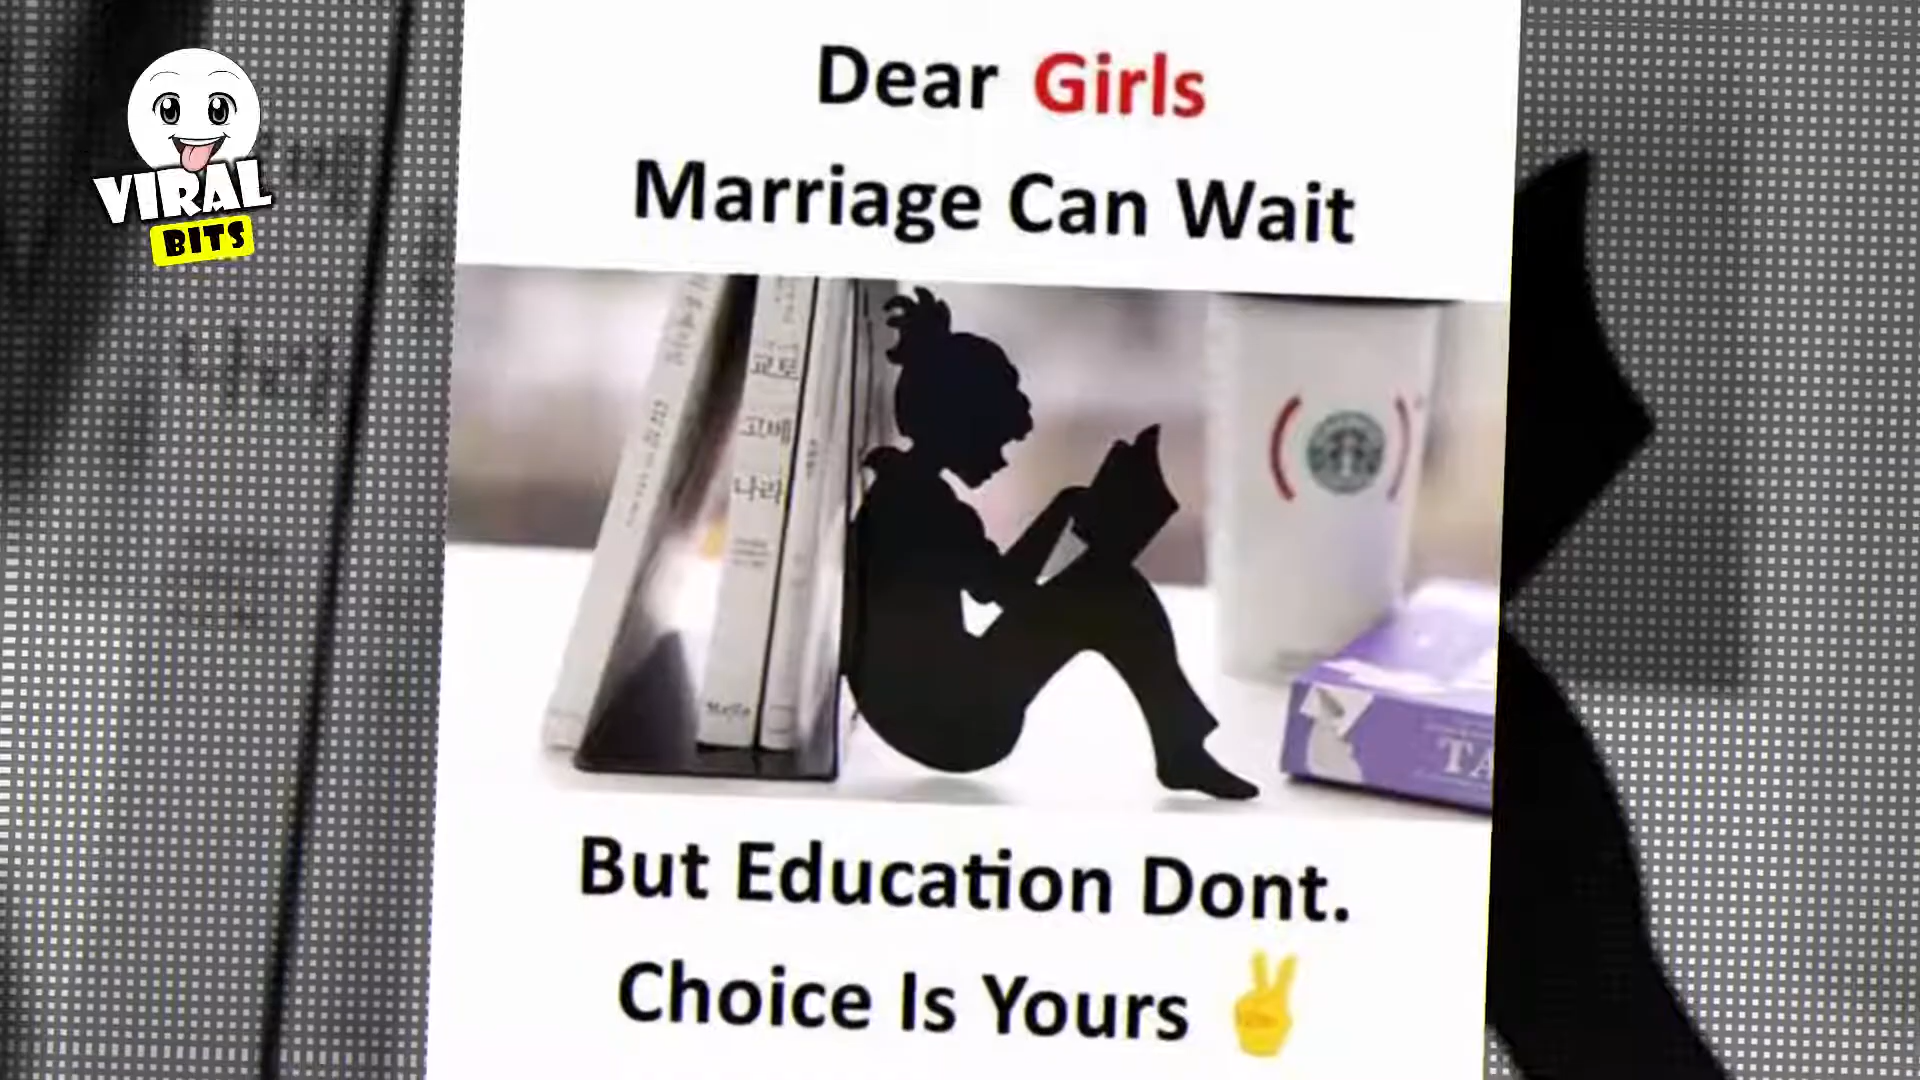 VIRAL
BITS
Dear Girls
Marriage Can Wait
교토
고베
나라
TA
But Education Dont.
Choice Is Yours ✌